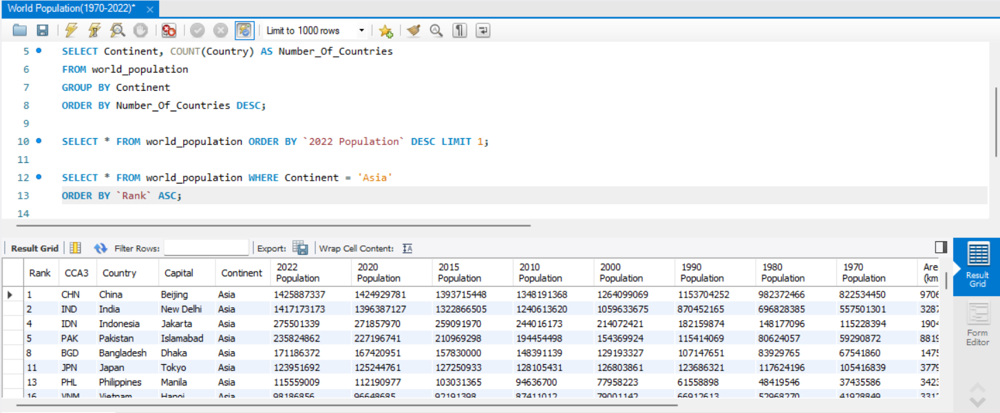 World Population(1970-2022)*
Limit to 1000 rows
5 SELECT Continent, COUNT(Country) AS Number_Of_Countries
6 FROM world_population
7 GROUP BY Continent
8 ORDER BY Number_Of_Countries DESC;
9
10 SELECT * FROM world_population ORDER BY `2022 Population` DESC LIMIT 1;
11
12 SELECT * FROM world_population WHERE Continent = 'Asia'
13 ORDER BY `Rank` ASC;
14
Result Grid Filter Rows: Export: Wrap Cell Content:
Rank CCA3 Country Capital Continent 2022 Population 2020 Population 2015 Population 2010 Population 2000 Population 1990 Population 1980 Population 1970 Population Are (km
1 CHN China Beijing Asia 1425887337 1424929781 1393715448 1348191368 1264099069 1153704252 982372466 822534450 9706
2 IND India New Delhi Asia 1417173173 1396387127 1322866505 1240613620 1059633675 870452165 696828385 557501301 3287
4 IDN Indonesia Jakarta Asia 275501339 271857970 259091970 244016173 214072421 182159874 148177096 115228394 1904
5 PAK Pakistan Islamabad Asia 235824862 227196741 210969298 194454498 154369924 115414069 80624057 59290872 8819
8 BGD Bangladesh Dhaka Asia 171186372 167420951 157830000 148391139 129193327 107147651 83929765 67541860 1475
11 JPN Japan Tokyo Asia 123951692 125244761 127250933 128105431 126803861 123686321 117624196 105416839 3779
13 PHL Philippines Manila Asia 115559009 112190977 103031365 94636700 77958223 61558898 48419546 37435586 3423
16 VNM Vietnam Hanoi Asia 98186856 96648685 92191398 87411012 79001142 66912613 52968270 41928849 3312
Result Grid
Form Editor